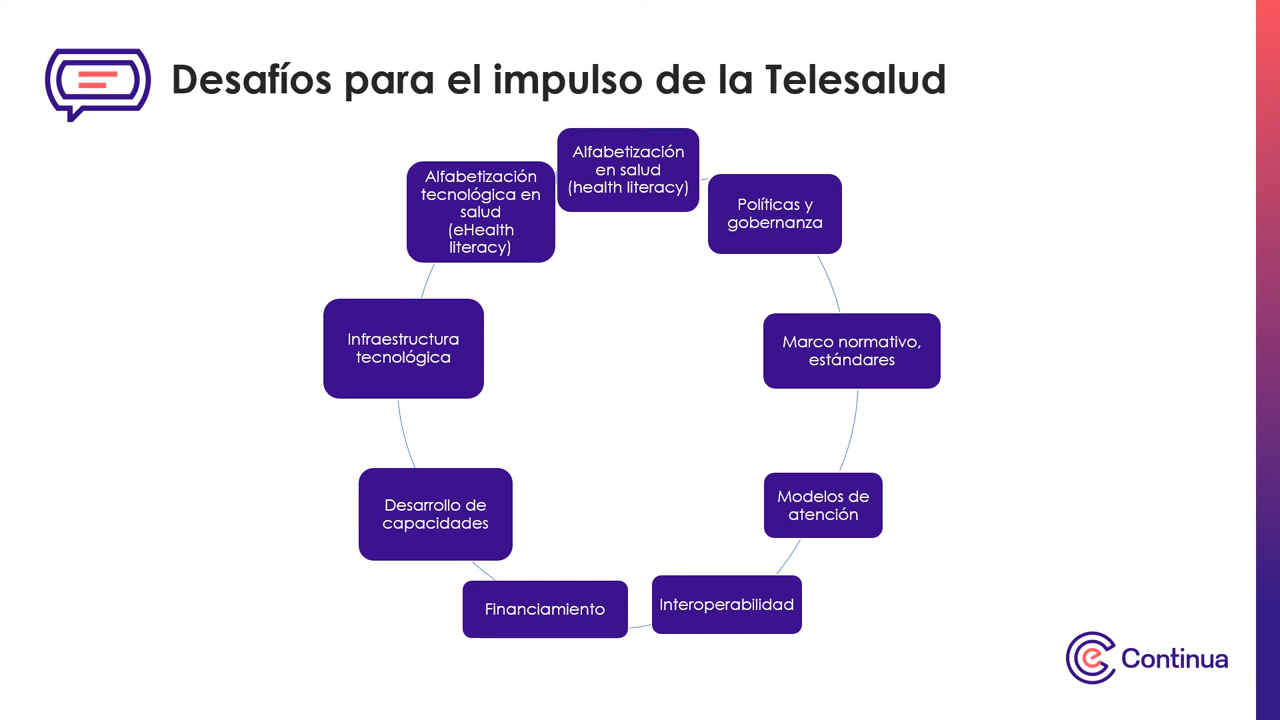 Desafíos para el impulso de la Telesalud
Alfabetización
en salud
(health literacy)
Políticas y
gobernanza
Marco normativo,
estándares
Modelos de
atención
Interoperabilidad
Financiamiento
Desarrollo de
capacidades
Infraestructura
tecnológica
Alfabetización
tecnológica en
salud
(eHealth
literacy)
e Continua